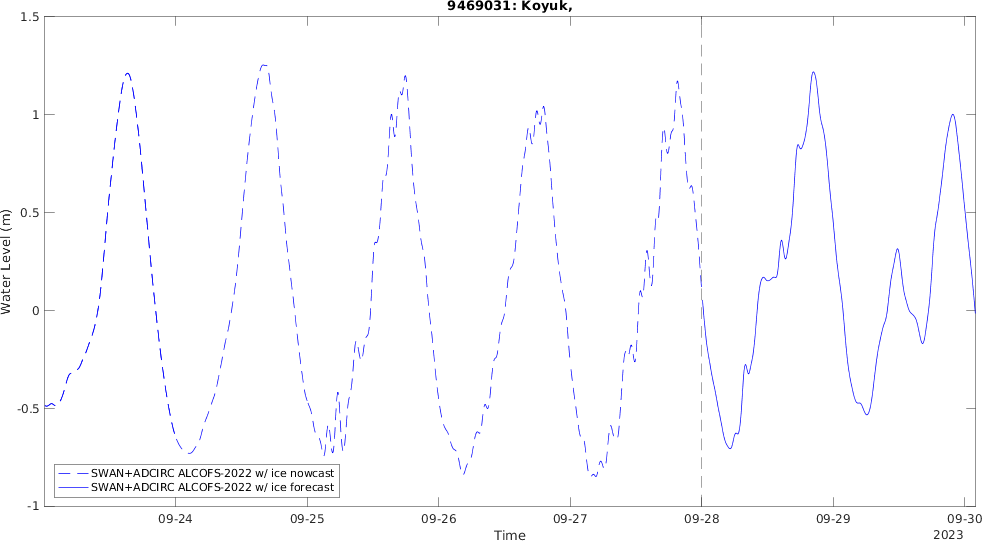 9469031: Koyuk,
1.5
1
0.5
0
-0.5
-1
Water Level (m)
SWAN+ADCIRC ALCOFS-2022 w/ ice nowcast
SWAN+ADCIRC ALCOFS-2022 w/ ice forecast
09-24 09-25 09-26 09-27 09-28 09-29 09-30
Time
2023